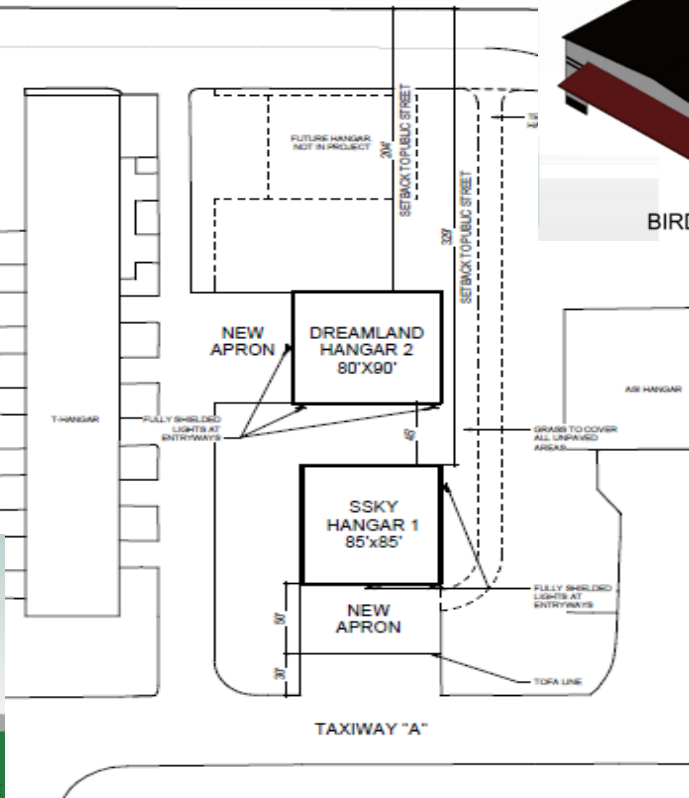 BIRD
FUTURE HANGAR.
NOT IN PROJECT
204'
SETBACK TO PUBLIC STREET
329'
SETBACK TO PUBLIC STREET
NEW
APRON
DREAMLAND
HANGAR 2
80'X90'
T-HANGAR
FULLY SHIELDED
LIGHTS AT
ENTRYWAYS
45'
ASI HANGAR
GRASS TO COVER
ALL UNPAVED
AREAS
SSKY
HANGAR 1
85'x85'
FULLY SHIELDED
LIGHTS AT
ENTRYWAYS
50'
NEW
APRON
30'
TOFA LINE
TAXIWAY "A"